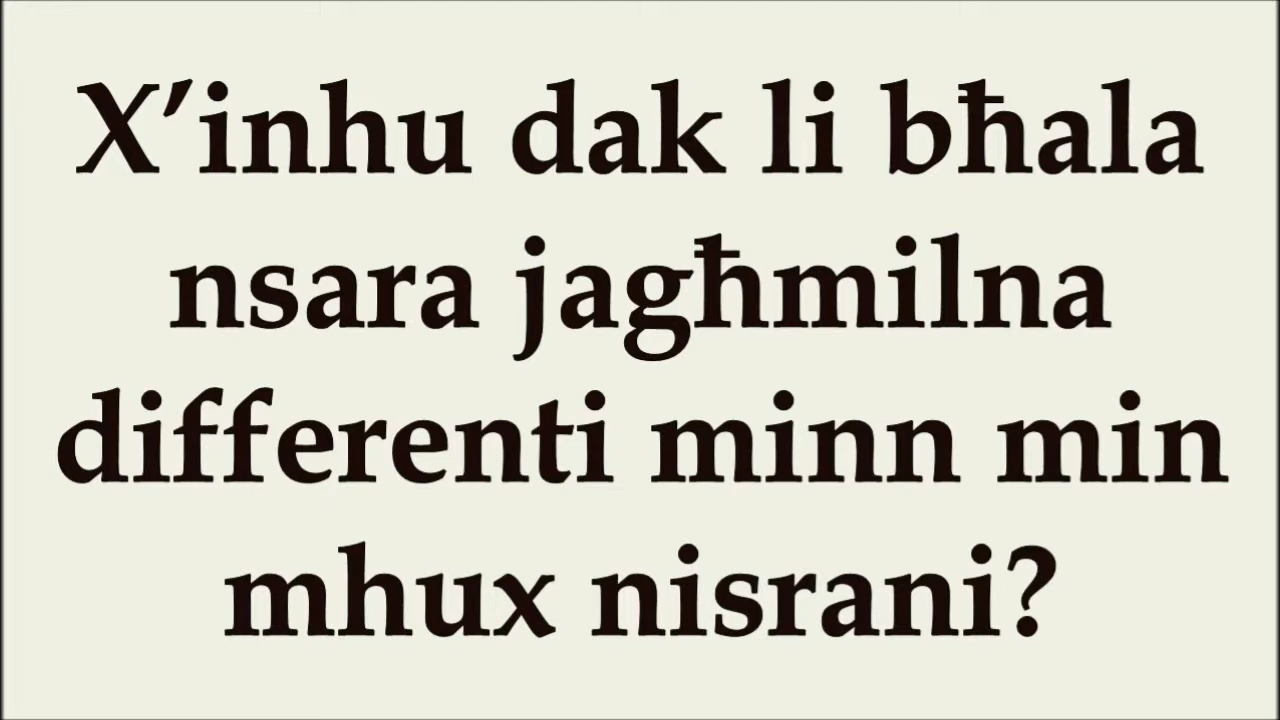 X’inhu dak li bħala
nsara jagħmilna
differenti minn min
mhux nisrani?